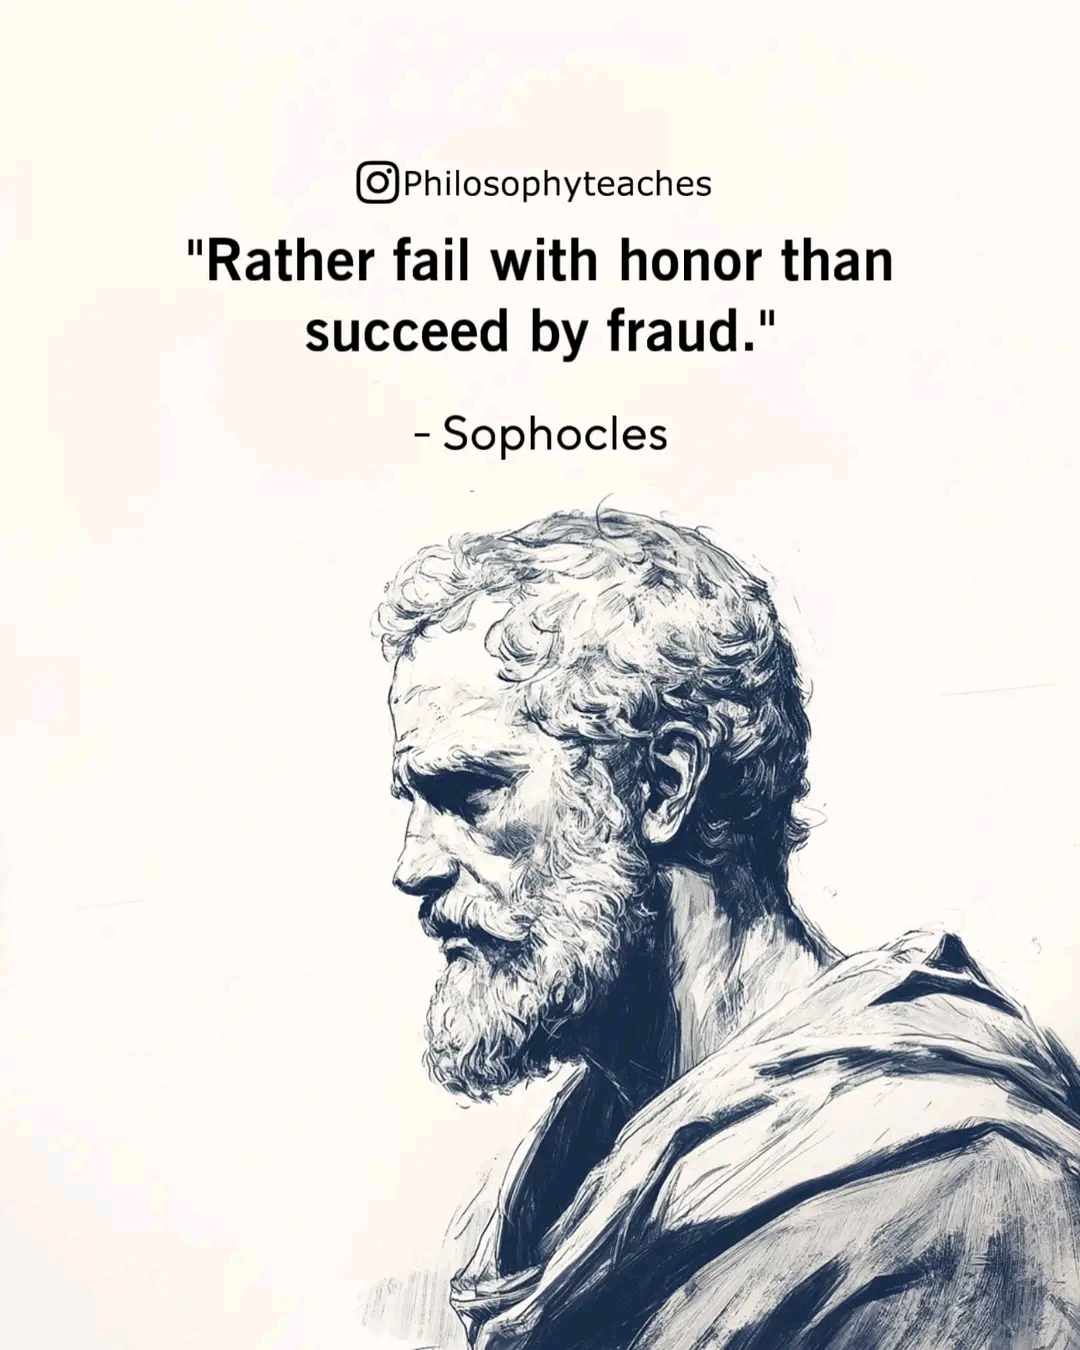 Philosophyteaches
"Rather fail with honor than
succeed by fraud."
- Sophocles